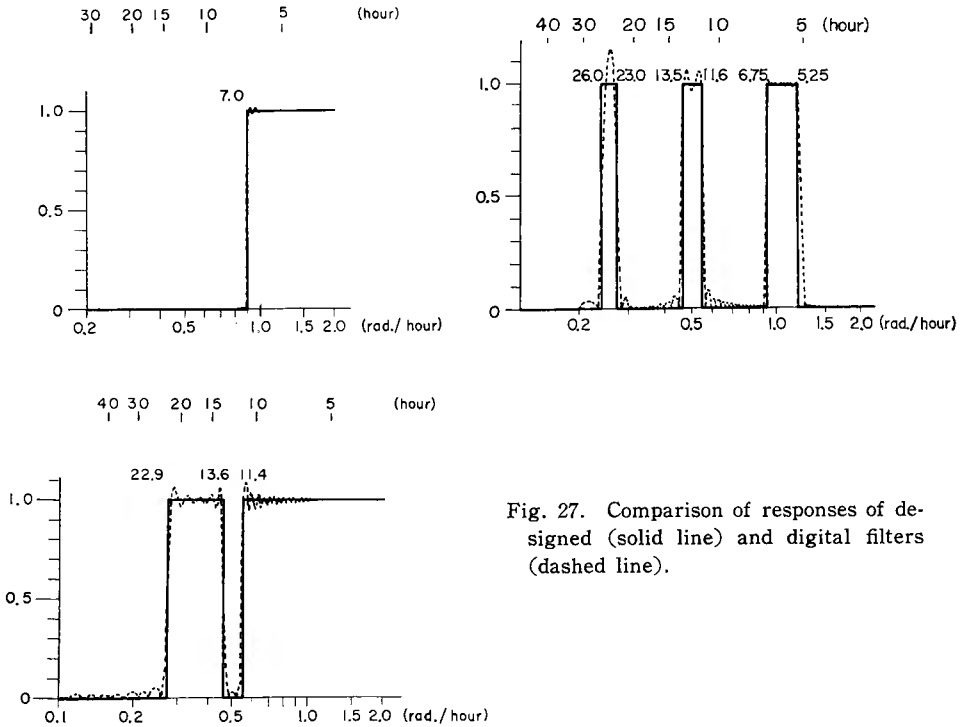 30 20 15 10 5 (hour)
7.0
1.0
0.5
0
0.2 0.5 1.0 1.5 2.0 (rad./hour)
40 30 20 15 10 5 (hour)
26.0 23.0 13.5 11.6 6.75 5.25
1.0
0.5
0
0.2 0.5 1.0 1.5 2.0 (rad./hour)
40 30 20 15 10 5 (hour)
22.9 13.6 11.4
1.0
0.5
0
0.1 0.2 0.5 1.0 1.5 2.0 (rad./hour)
Fig. 27. Comparison of responses of de-
signed (solid line) and digital filters
(dashed line).